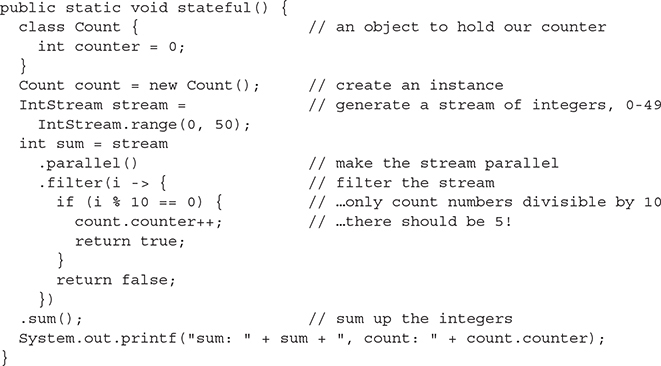 public static void stateful() {
  class Count {                  // an object to hold our counter
    int counter = 0;
  }
  Count count = new Count();     // create an instance
  IntStream stream =             // generate a stream of integers, 0-49
    IntStream.range(0, 50);
  int sum = stream
    .parallel()                  // make the stream parallel
    .filter(i -> {               // filter the stream
      if (i % 10 == 0) {         // …only count numbers divisible by 10
        count.counter++;         // …there should be 5!
        return true;
      }
      return false;
    })
  .sum();                        // sum up the integers
  System.out.printf("sum: " + sum + ", count: " + count.counter);
}